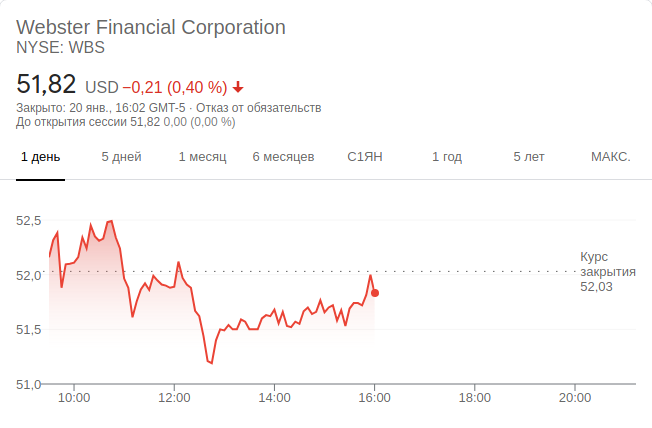 Webster Financial Corporation
NYSE: WBS
51,82 USD −0,21 (0,40 %)
Закрыто: 20 янв., 16:02 GMT-5 · Отказ от обязательств
До открытия сессии 51,82 0,00 (0,00 %)
1 день 5 дней 1 месяц 6 месяцев С1ЯН 1 год 5 лет МАКС.
52,5
Курс
закрытия
52,03
52,0
51,5
51,0
10:00 12:00 14:00 16:00 18:00 20:00